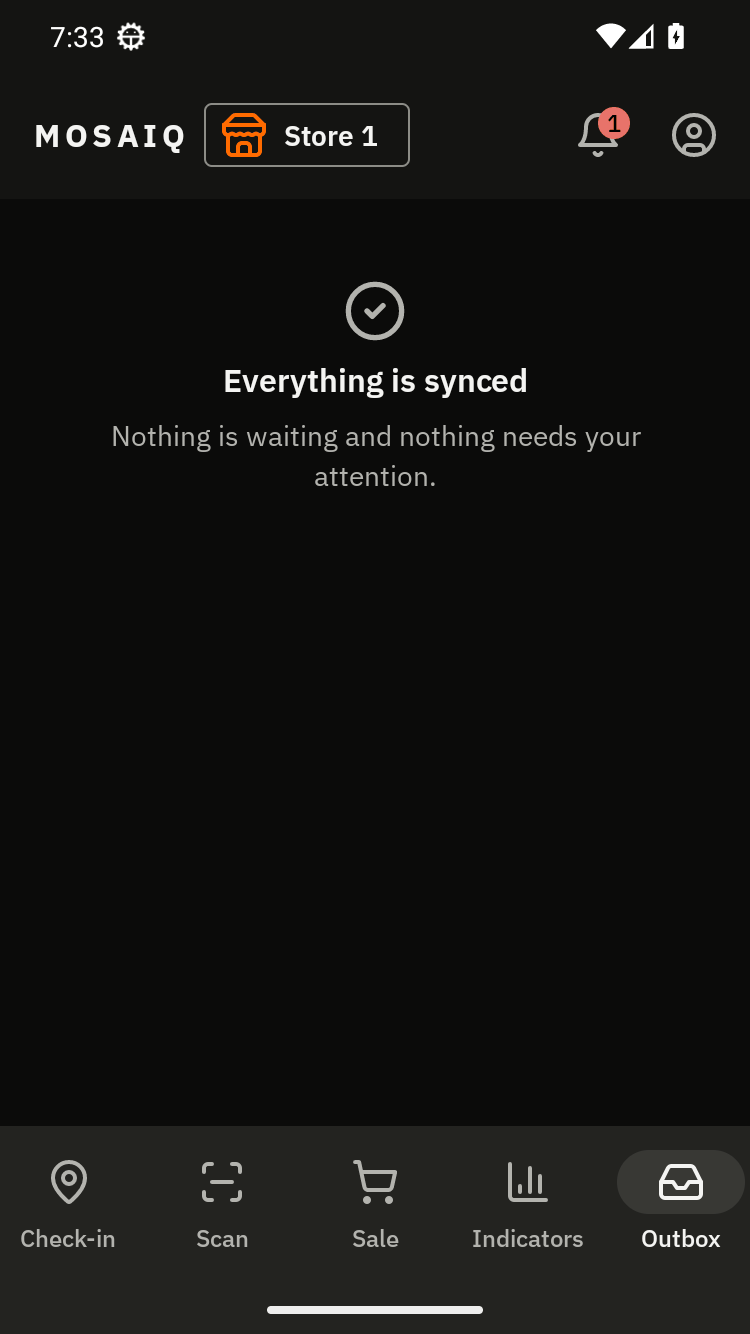 7:33
MOSAIQ
Store 1
1
Everything is synced
Nothing is waiting and nothing needs your
attention.
Check-in
Scan
Sale
Indicators
Outbox